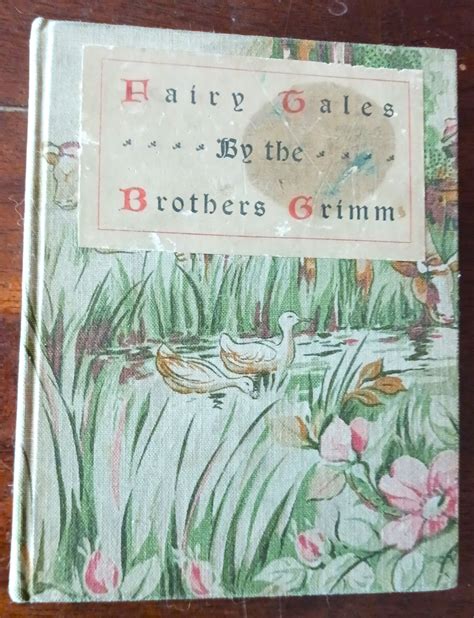 Fairy Tales
By the
Brothers Grimm